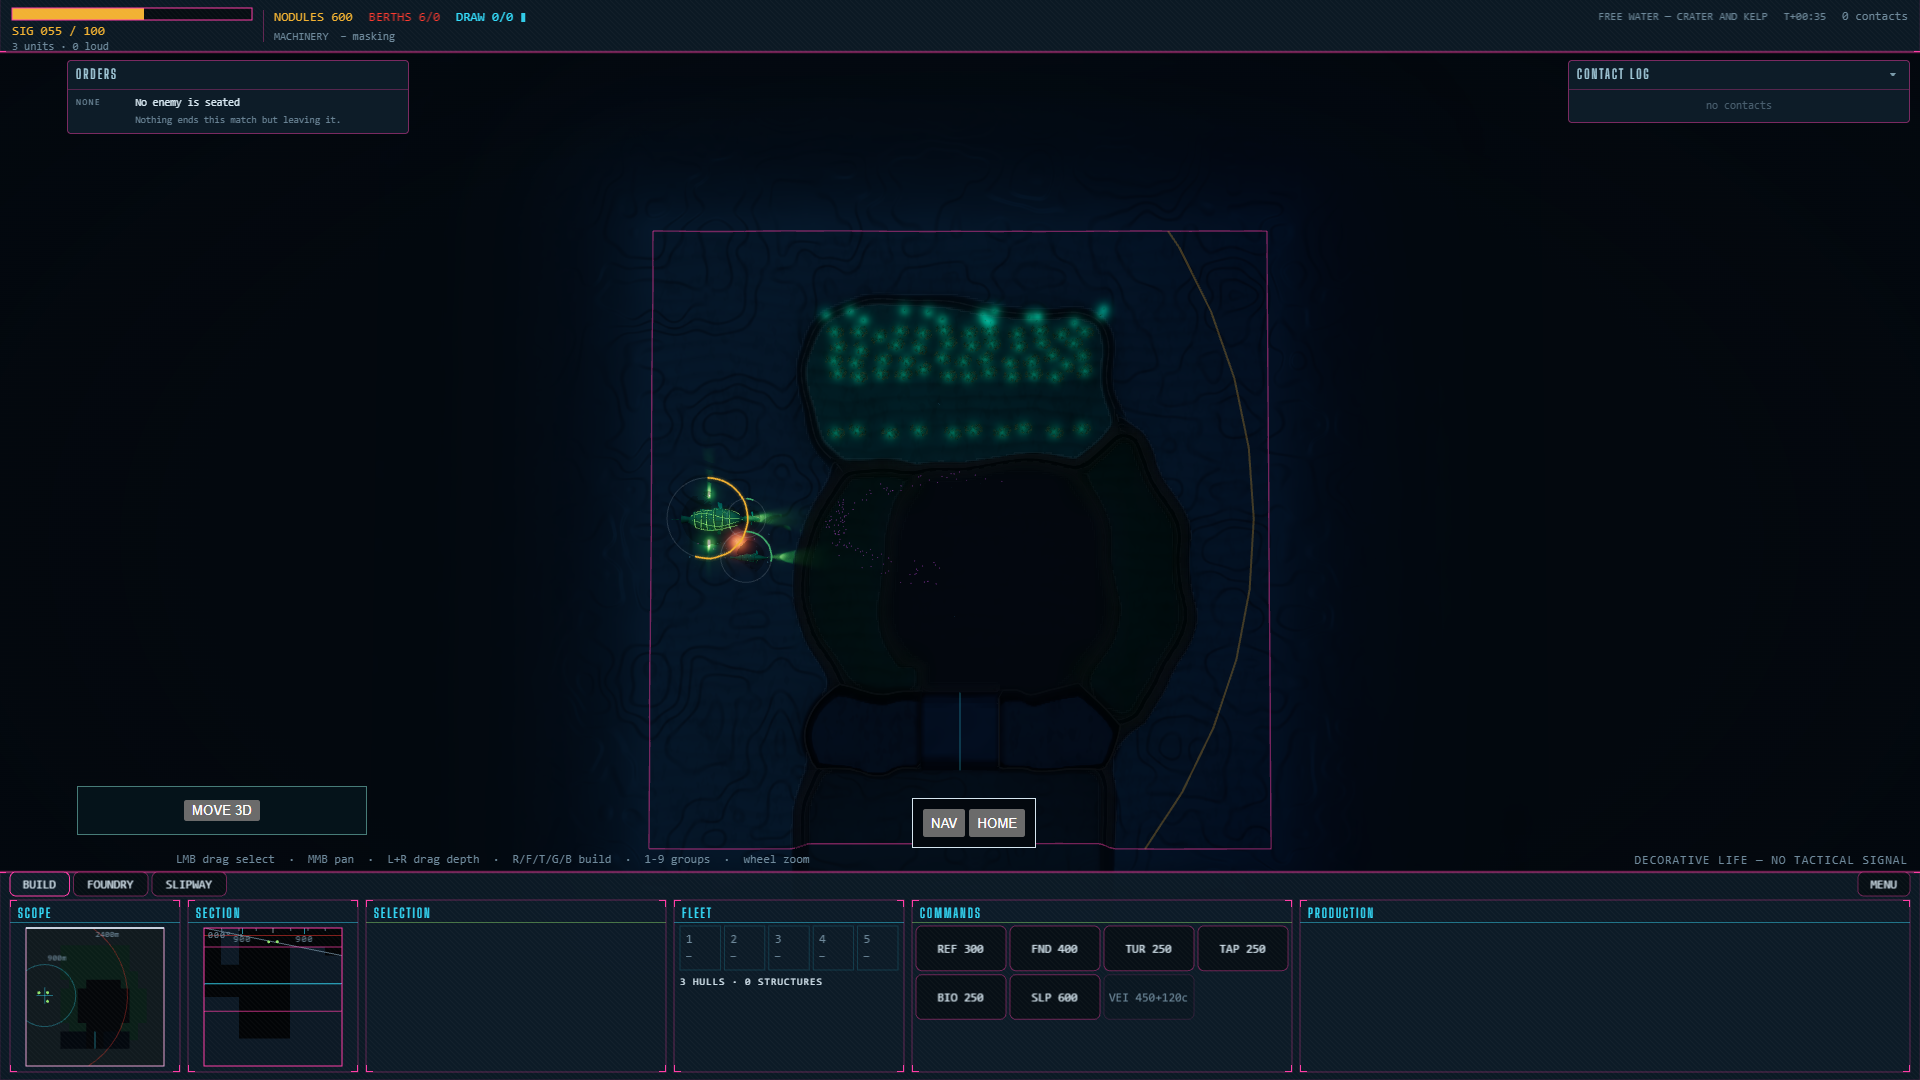 SIG 055 / 100
3 units · 0 loud
NODULES 600 BERTHS 6/0 DRAW 0/0
MACHINERY – masking
FREE WATER — CRATER AND KELP T+00:35 0 contacts
ORDERS
NONE No enemy is seated
Nothing ends this match but leaving it.
CONTACT LOG
no contacts
MOVE 3D
NAV HOME
LMB drag select · MMB pan · L+R drag depth · R/F/T/G/B build · 1-9 groups · wheel zoom
DECORATIVE LIFE — NO TACTICAL SIGNAL
BUILD FOUNDRY SLIPWAY MENU
SCOPE
2400m
900m
SECTION
000° 900 900
SELECTION
FLEET
1 2 3 4 5
– – – – –
3 HULLS · 0 STRUCTURES
COMMANDS
REF 300 FND 400 TUR 250 TAP 250
BIO 250 SLP 600 VEI 450+120c
PRODUCTION